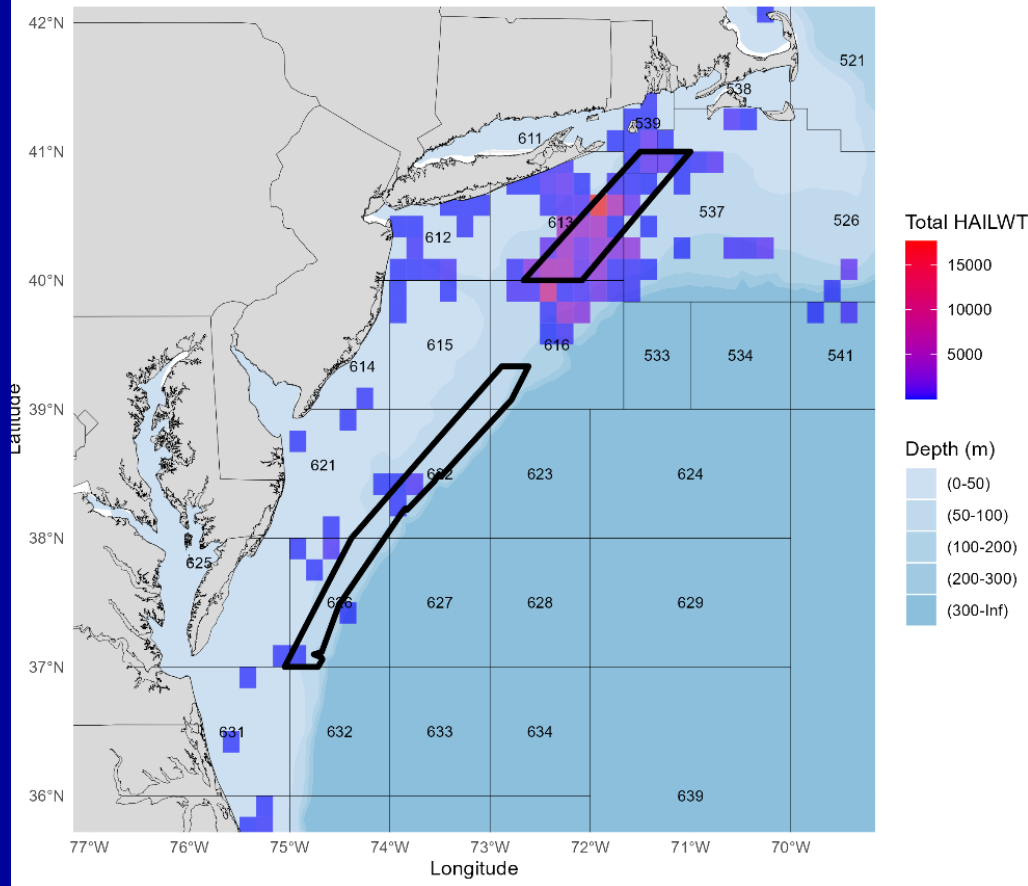 42°N
41°N
40°N
39°N
38°N
37°N
36°N
Latitude
77°W 76°W 75°W 74°W 73°W 72°W 71°W 70°W
Longitude
521
538
539
611
613
537
526
612
616
615
533 534 541
614
621
622
623
624
625
626
627
628
629
631
632
633
634
639
Total HAILWT
15000
10000
5000
Depth (m)
(0-50)
(50-100)
(100-200)
(200-300)
(300-Inf)